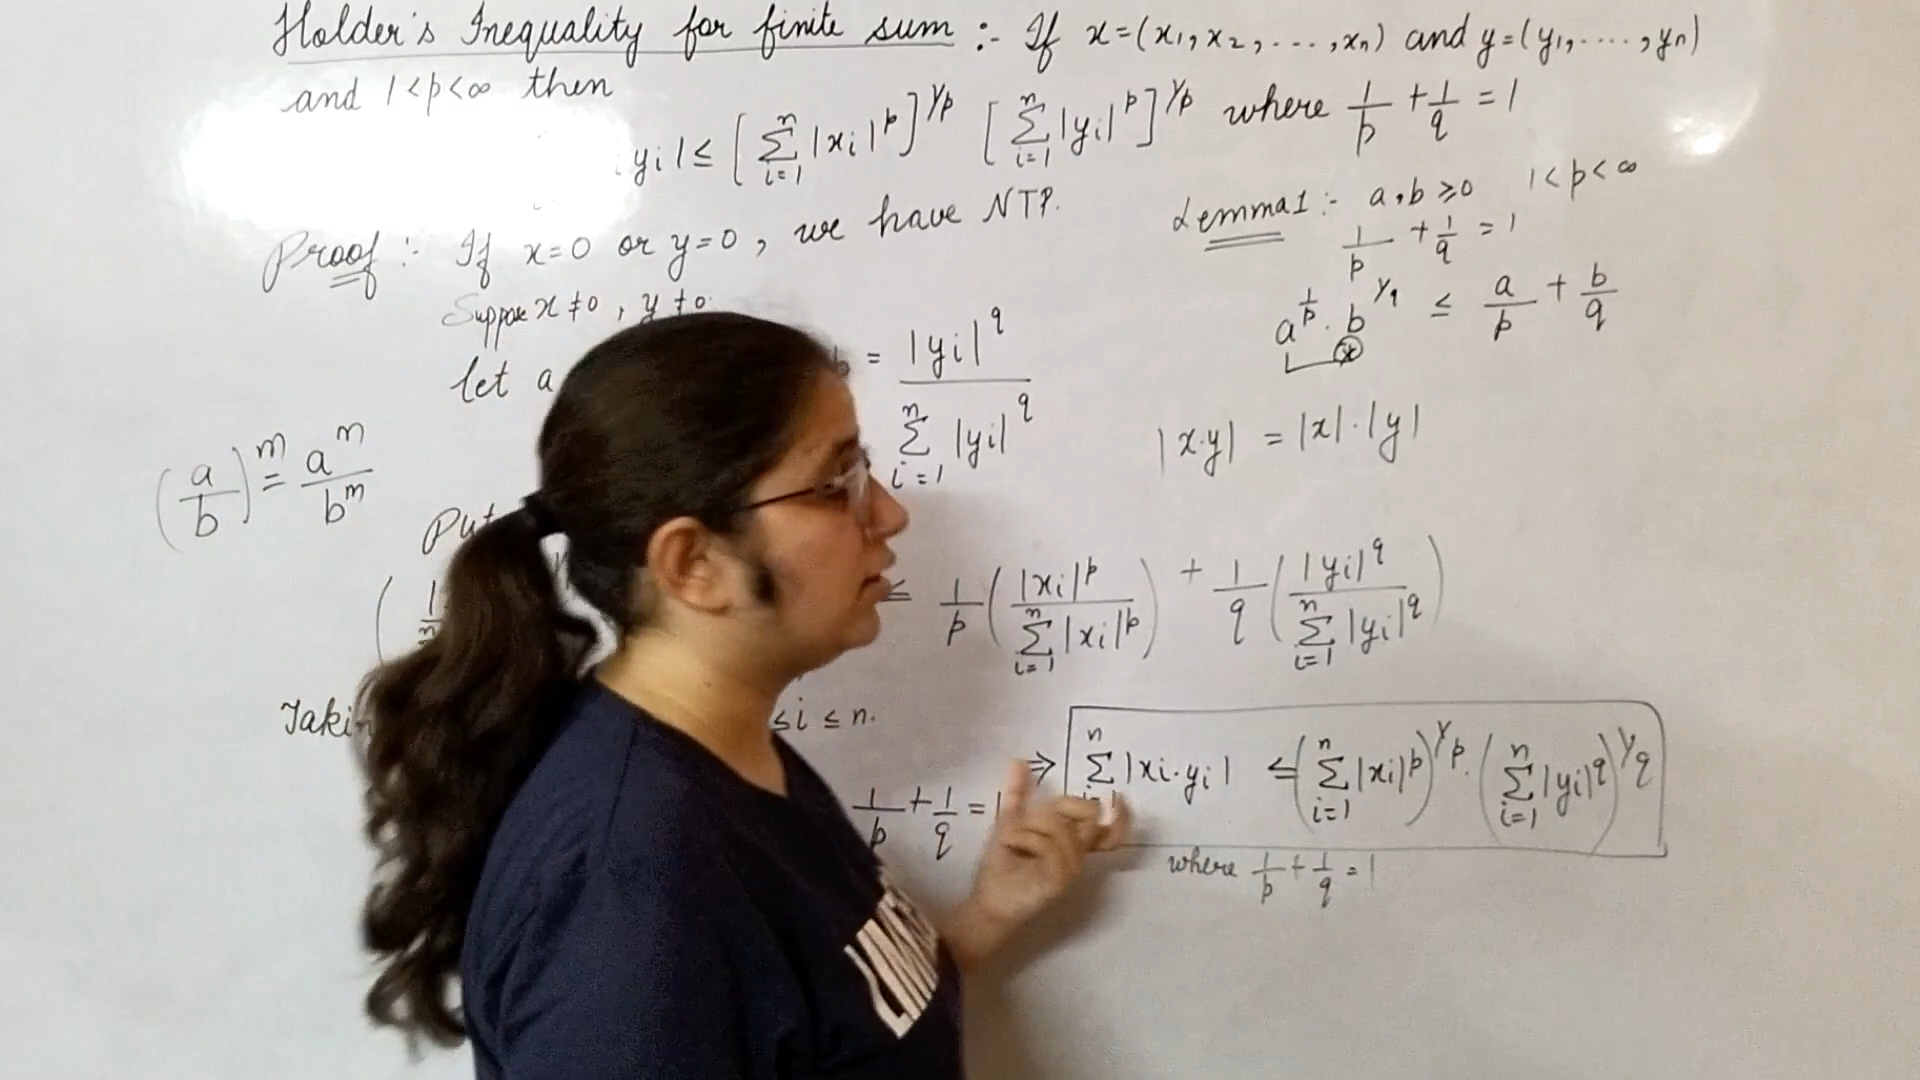 Holder's Inequality for finite sum :- If x=(x₁, x₂, ..., xₙ) and y=(y₁, ...., yₙ)
and 1<p<∞ then
yi| ≤ [ Σ_{i=1}^{n} |xi|^p ]^{1/p} [ Σ_{i=1}^{n} |yi|^p ]^{1/p} where 1/p + 1/q = 1
Proof :- If x=0 or y=0, we have NTP.
Suppose x≠0, y≠0.
let a b = |yi|^q / Σ_{i=1}^{n} |yi|^q
Lemma 1 :- a,b ≥0 1<p<∞
1/p + 1/q = 1
a^{1/p} · b^{1/q} ≤ a/p + b/q
|x·y| = |x|·|y|
(a/b)^m = a^m / b^m
Put
≤ 1/p ( |xi|^p / Σ_{i=1}^{n} |xi|^p ) + 1/q ( |yi|^q / Σ_{i=1}^{n} |yi|^q )
≤ i ≤ n.
1/p + 1/q = 1
⇒ Σ_{i=1}^{n} |xi·yi| ≤ ( Σ_{i=1}^{n} |xi|^p )^{1/p} · ( Σ_{i=1}^{n} |yi|^q )^{1/q}
where 1/p + 1/q = 1